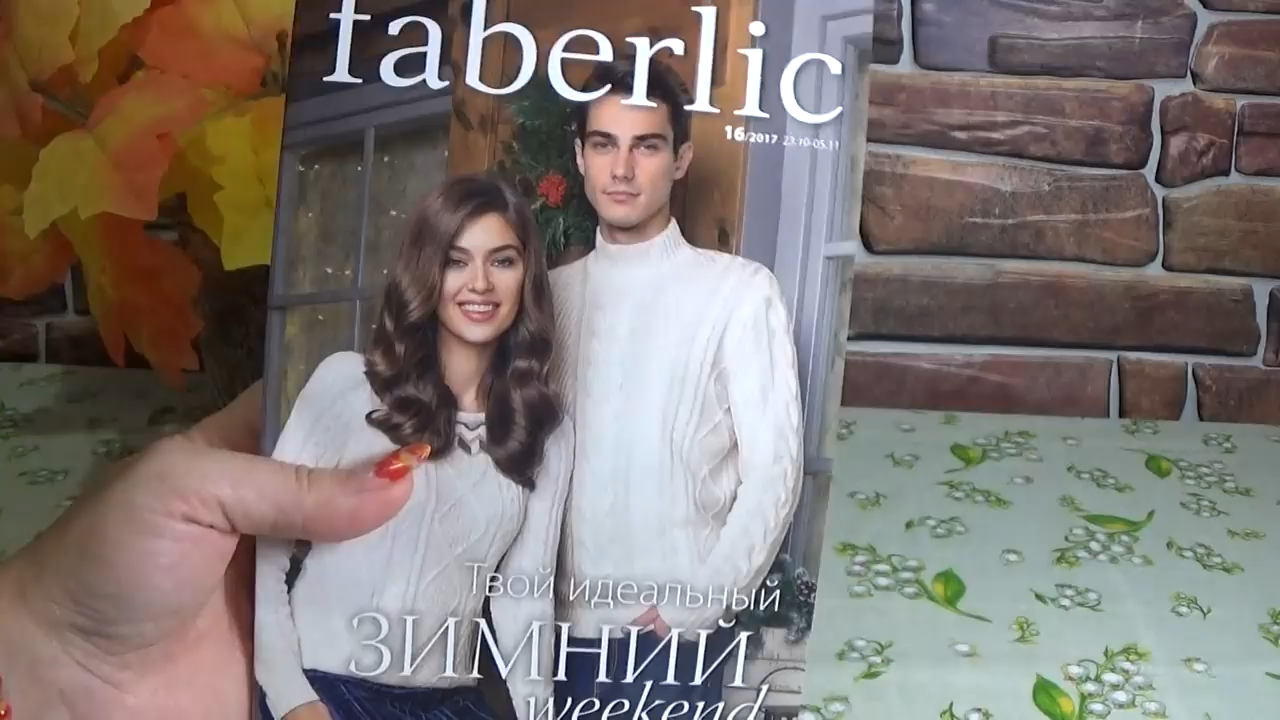 faberlic
16/2017 23.10-05.11
Твой идеальный
ЗИМНИЙ
weekend